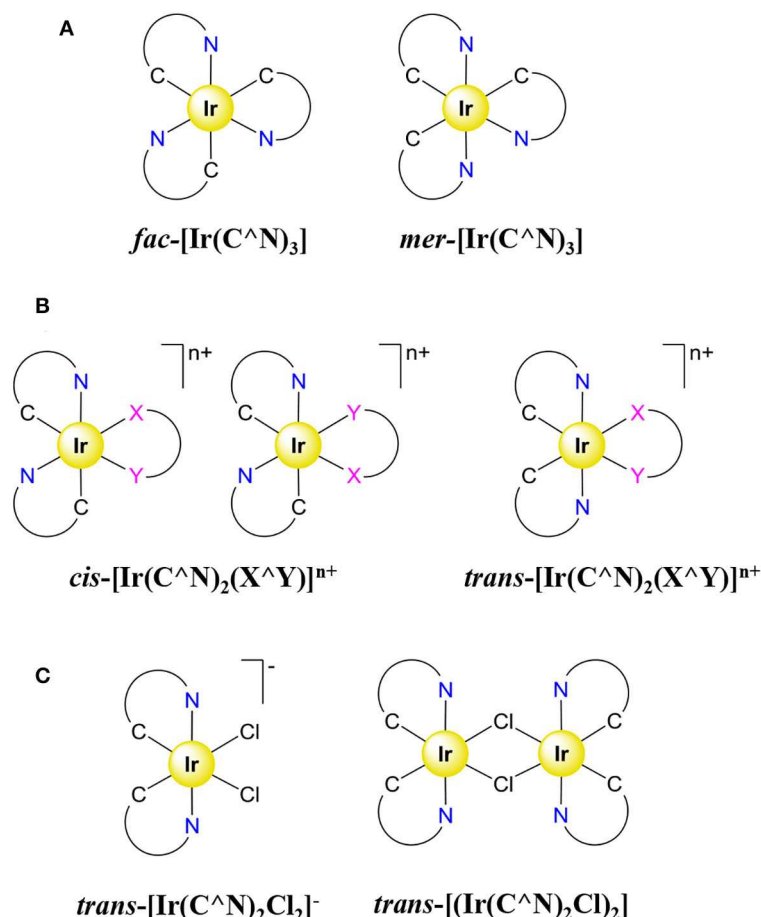 A
N
C
C
Ir
N
N
C
N
C
C
Ir
C
N
N
fac-[Ir(C^N)₃]
mer-[Ir(C^N)₃]
B
n+
N
C
X
Ir
N
Y
C
n+
N
C
Y
Ir
N
X
C
n+
N
C
X
Ir
C
Y
N
cis-[Ir(C^N)₂(X^Y)]ⁿ⁺
trans-[Ir(C^N)₂(X^Y)]ⁿ⁺
C
-
N
C
Cl
Ir
C
Cl
N
N
N
C
Cl
C
Ir
Ir
C
Cl
C
N
N
trans-[Ir(C^N)₂Cl₂]⁻
trans-[(Ir(C^N)₂Cl)₂]